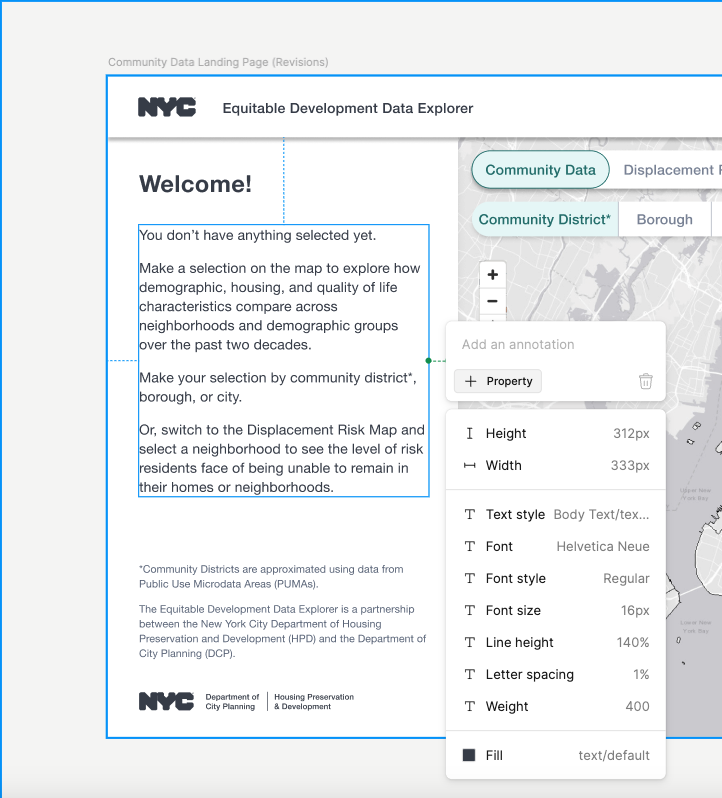 Community Data Landing Page (Revisions)
NYC
Equitable Development Data Explorer
Welcome!
You don’t have anything selected yet.
Make a selection on the map to explore how
demographic, housing, and quality of life
characteristics compare across
neighborhoods and demographic groups
over the past two decades.
Make your selection by community district*,
borough, or city.
Or, switch to the Displacement Risk Map and
select a neighborhood to see the level of risk
residents face of being unable to remain in
their homes or neighborhoods.
*Community Districts are approximated using data from
Public Use Microdata Areas (PUMAs).
The Equitable Development Data Explorer is a partnership
between the New York City Department of Housing
Preservation and Development (HPD) and the Department of
City Planning (DCP).
NYC
Department of
City Planning
Housing Preservation
& Development
Community Data
Displacement
Community District*
Borough
+
−
Add an annotation
+ Property
Height 312px
Width 333px
Text style Body Text/tex...
Font Helvetica Neue
Font style Regular
Font size 16px
Line height 140%
Letter spacing 1%
Weight 400
Fill text/default
Upper New
York Bay
Lower New
York Bay